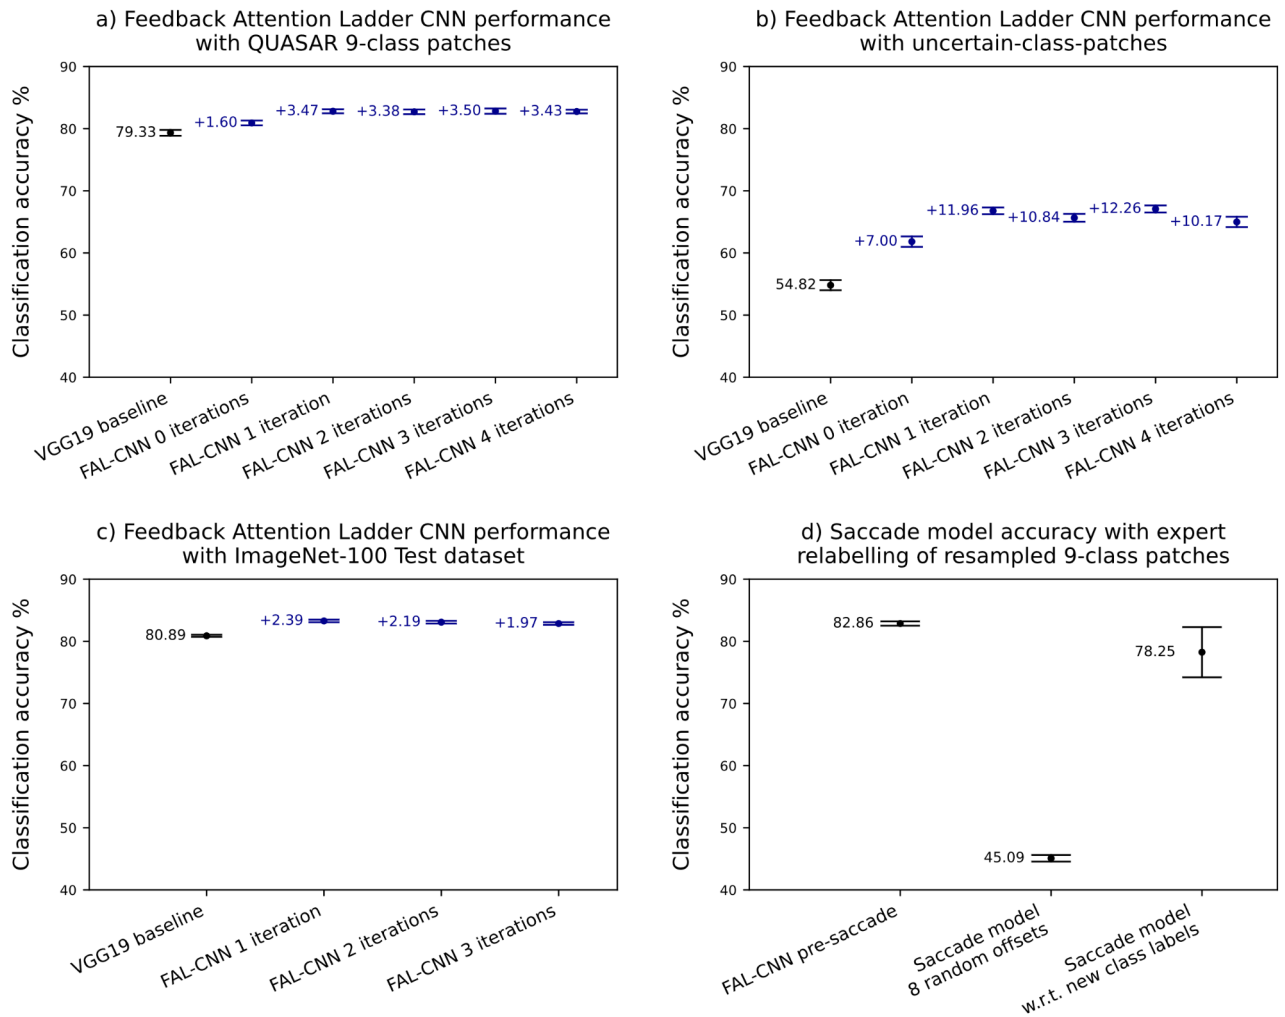 a) Feedback Attention Ladder CNN performance
with QUASAR 9-class patches
Classification accuracy %
90
80
70
60
50
40
79.33
+1.60
+3.47
+3.38
+3.50
+3.43
VGG19 baseline
FAL-CNN 0 iterations
FAL-CNN 1 iteration
FAL-CNN 2 iterations
FAL-CNN 3 iterations
FAL-CNN 4 iterations
b) Feedback Attention Ladder CNN performance
with uncertain-class-patches
Classification accuracy %
90
80
70
60
50
40
54.82
+7.00
+11.96
+10.84
+12.26
+10.17
VGG19 baseline
FAL-CNN 0 iteration
FAL-CNN 1 iteration
FAL-CNN 2 iterations
FAL-CNN 3 iterations
FAL-CNN 4 iterations
c) Feedback Attention Ladder CNN performance
with ImageNet-100 Test dataset
Classification accuracy %
90
80
70
60
50
40
80.89
+2.39
+2.19
+1.97
VGG19 baseline
FAL-CNN 1 iteration
FAL-CNN 2 iterations
FAL-CNN 3 iterations
d) Saccade model accuracy with expert
relabelling of resampled 9-class patches
Classification accuracy %
90
80
70
60
50
40
82.86
45.09
78.25
FAL-CNN pre-saccade
Saccade model
8 random offsets
Saccade model
w.r.t. new class labels